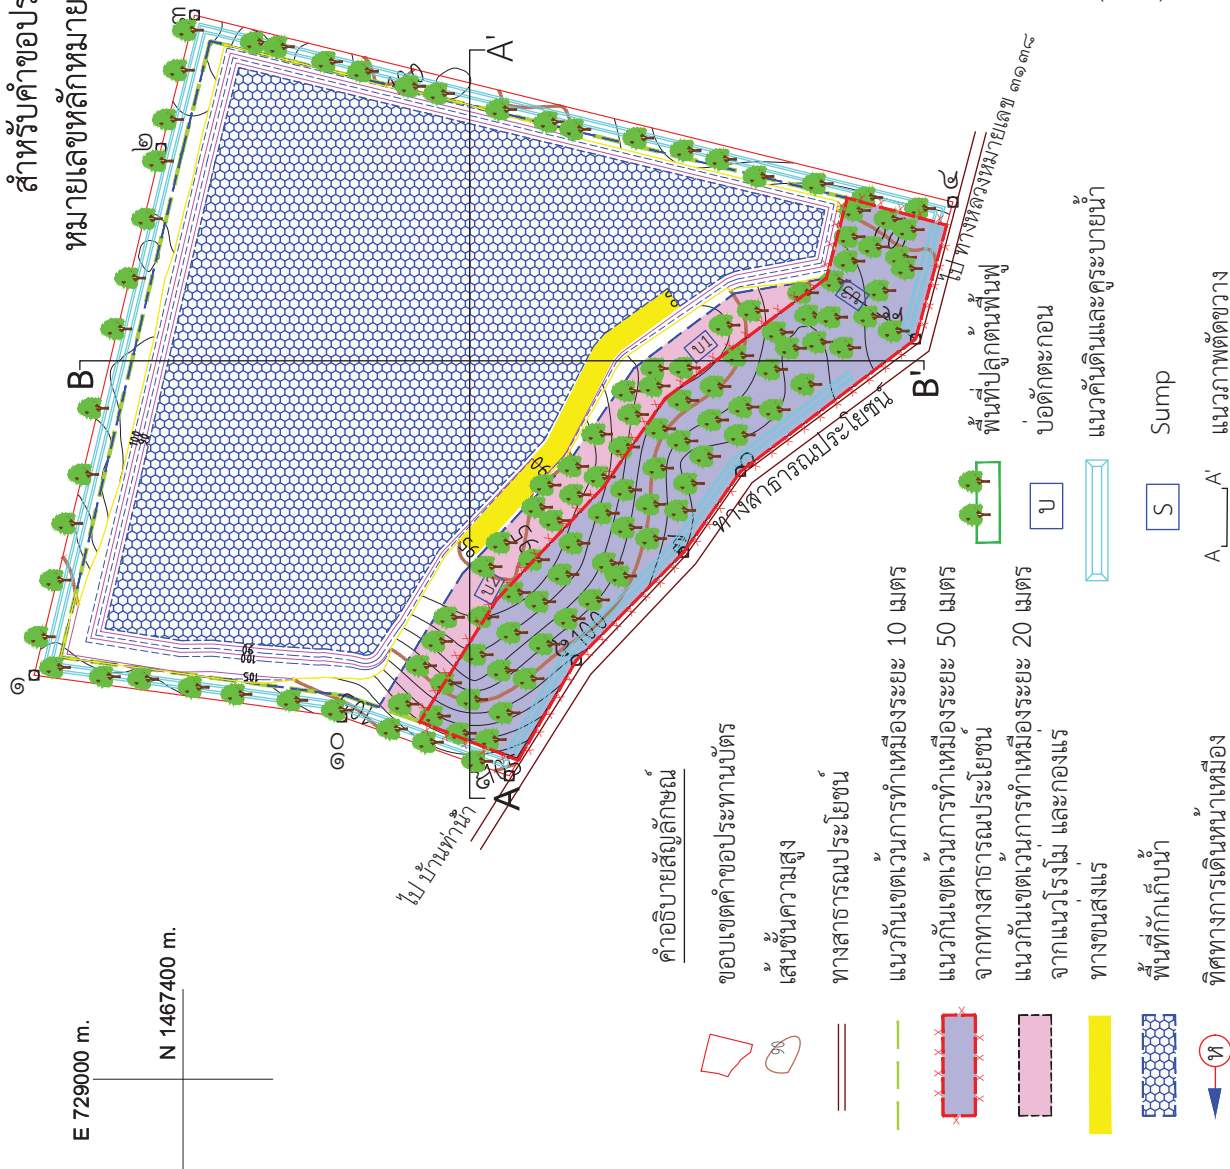 สำหรับคำขอประ
หมายเลขหลักหมาย
E 729000 m.
N 1467400 m.
๑
๒
๓
๔
๑๐
A
A'
B
B'
100
90
100
90
105
90
95
95
100
บ1
บ2
บ3
ไป บ้านท่าน้ำ
ทางสาธารณประโยชน์
ไป ทางหลวงหมายเลข ๓๑๓๘
คำอธิบายสัญลักษณ์
ขอบเขตคำขอประทานบัตร
90
เส้นชั้นความสูง
ทางสาธารณประโยชน์
แนวกันเขตเว้นการทำเหมืองระยะ 10 เมตร
แนวกันเขตเว้นการทำเหมืองระยะ 50 เมตร
จากทางสาธารณประโยชน์
แนวกันเขตเว้นการทำเหมืองระยะ 20 เมตร
จากแนวโรงโม่ และกองแร่
ทางขนส่งแร่
พื้นที่กักเก็บน้ำ
ห
ทิศทางการเดินหน้าเหมือง
พื้นที่ปลูกต้นฟื้นฟู
บ
บ่อดักตะกอน
แนวคันดินและคูระบายน้ำ
S
Sump
A A'
แนวภาพตัดขวาง